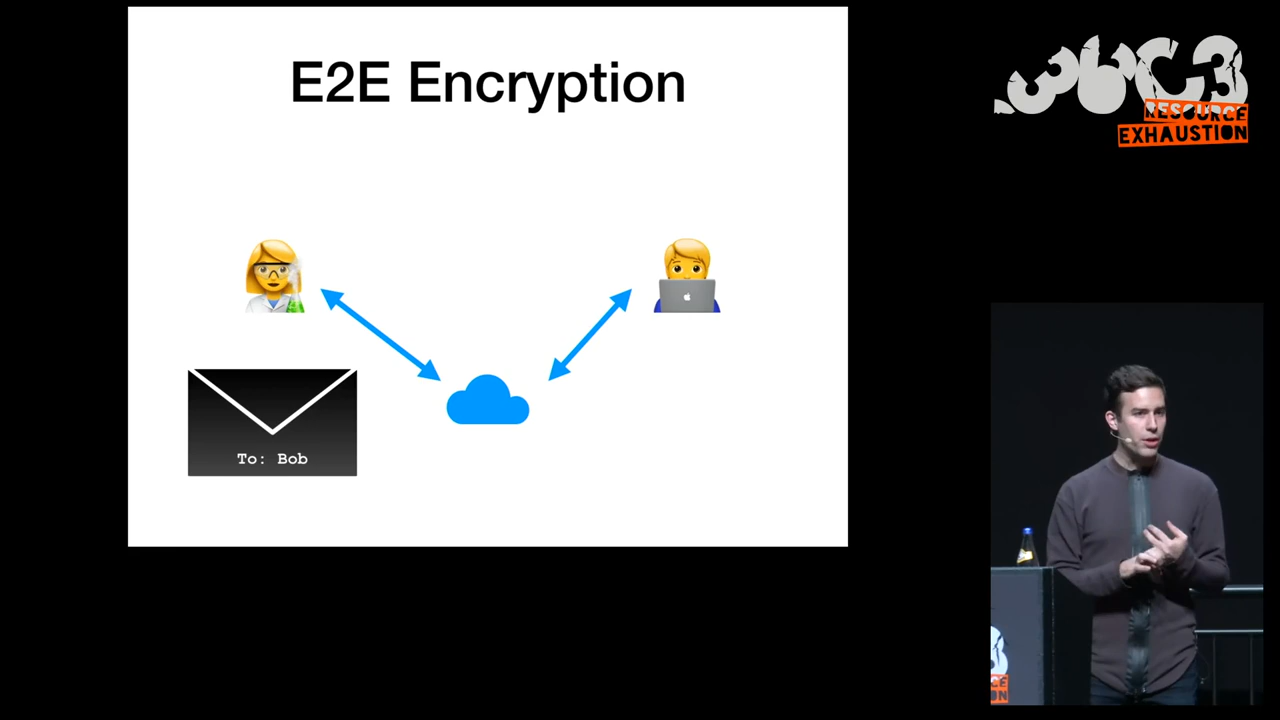 E2E Encryption
To: Bob
36C3
RESOURCE
EXHAUSTION